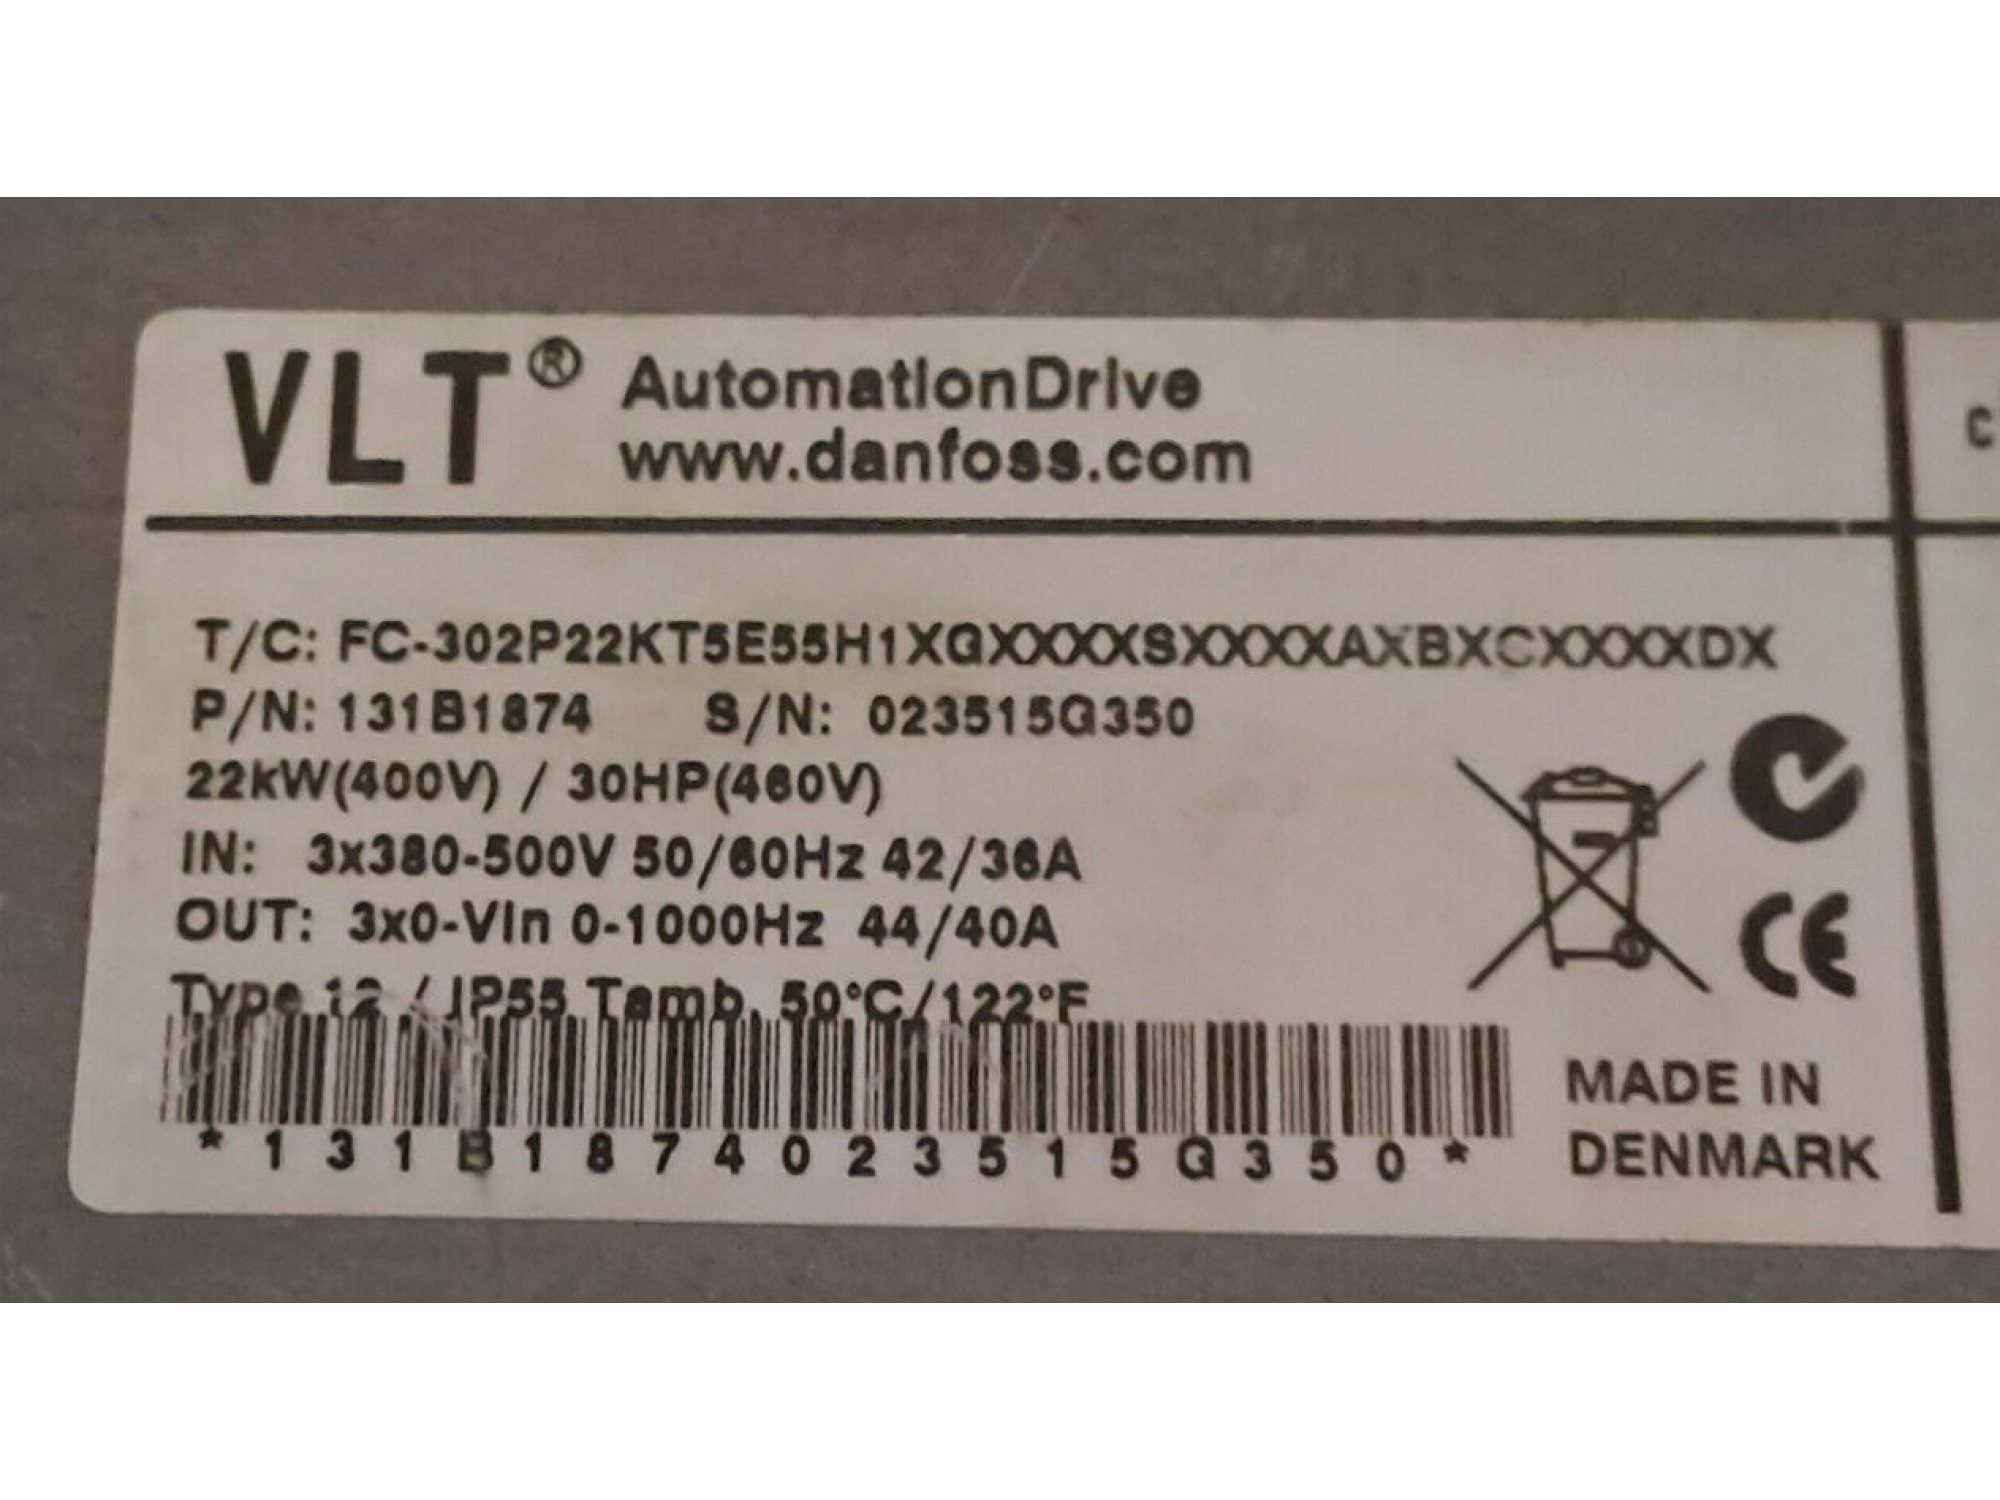 VLT® AutomationDrive
www.danfoss.com
c
T/C: FC-302P22KT5E55H1XGXXXXSXXXXAXBXCXXXXDX
P/N: 131B1874 S/N: 023515G350
22kW(400V) / 30HP(460V)
IN: 3x380-500V 50/60Hz 42/36A
OUT: 3x0-Vin 0-1000Hz 44/40A
Type 12 / IP55 Tamb. 50°C/122°F
*131B1874023515G350*
CE
MADE IN
DENMARK